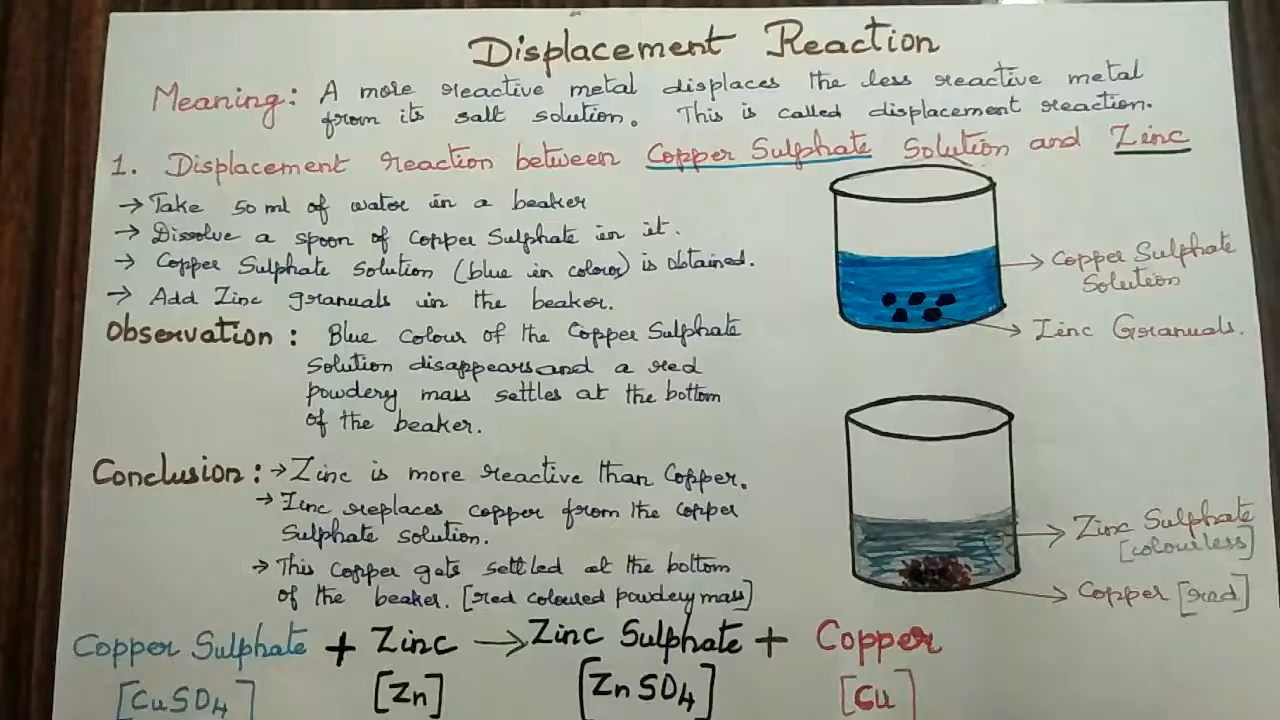 Displacement Reaction
Meaning: A more reactive metal displaces the less reactive metal
from its salt solution. This is called displacement reaction.
1. Displacement reaction between Copper Sulphate Solution and Zinc
→ Take 50 ml of water in a beaker
→ Dissolve a spoon of Copper Sulphate in it.
→ Copper Sulphate Solution (blue in colour) is obtained.
→ Add Zinc granuals in the beaker.
Copper Sulphate
Solution
Zinc Granuals.
Observation: Blue Colour of the Copper Sulphate
Solution disappears and a red
powdery mass settles at the bottom
of the beaker.
Conclusion: → Zinc is more reactive than Copper.
→ Zinc replaces copper from the copper
Sulphate solution.
→ This Copper gets settled at the bottom
of the beaker. [red coloured powdery mass]
Zinc Sulphate
[colourless]
Copper [red]
Copper Sulphate + Zinc → Zinc Sulphate + Copper
[CuSO4] [Zn] [ZnSO4] [Cu]